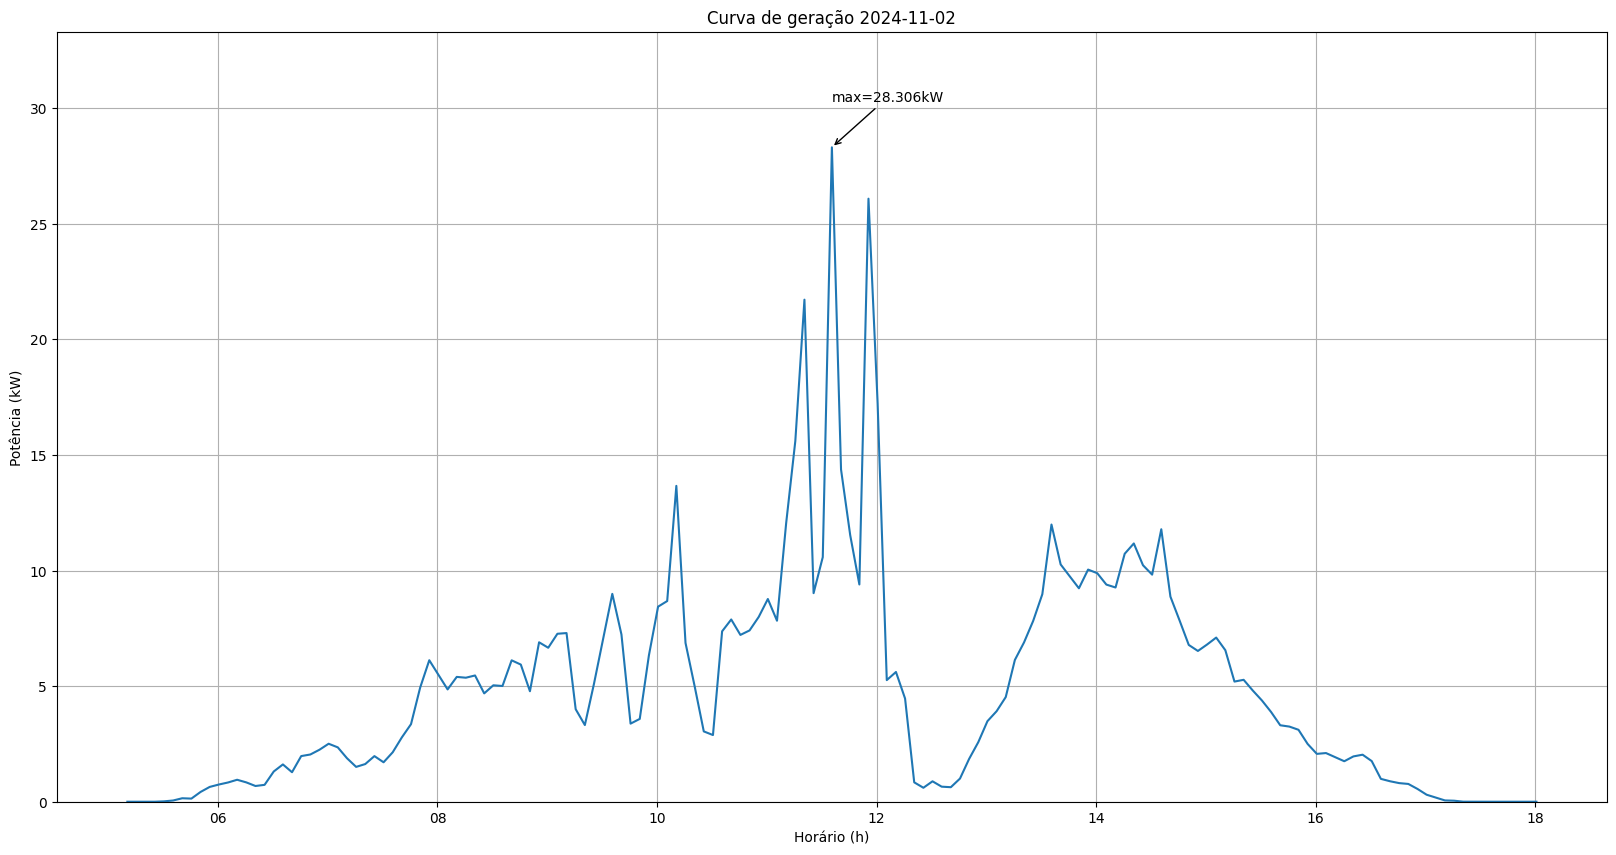 Curva de geração 2024-11-02
max=28.306kW
30
25
20
15
10
5
0
Potência (kW)
06 08 10 12 14 16 18
Horário (h)